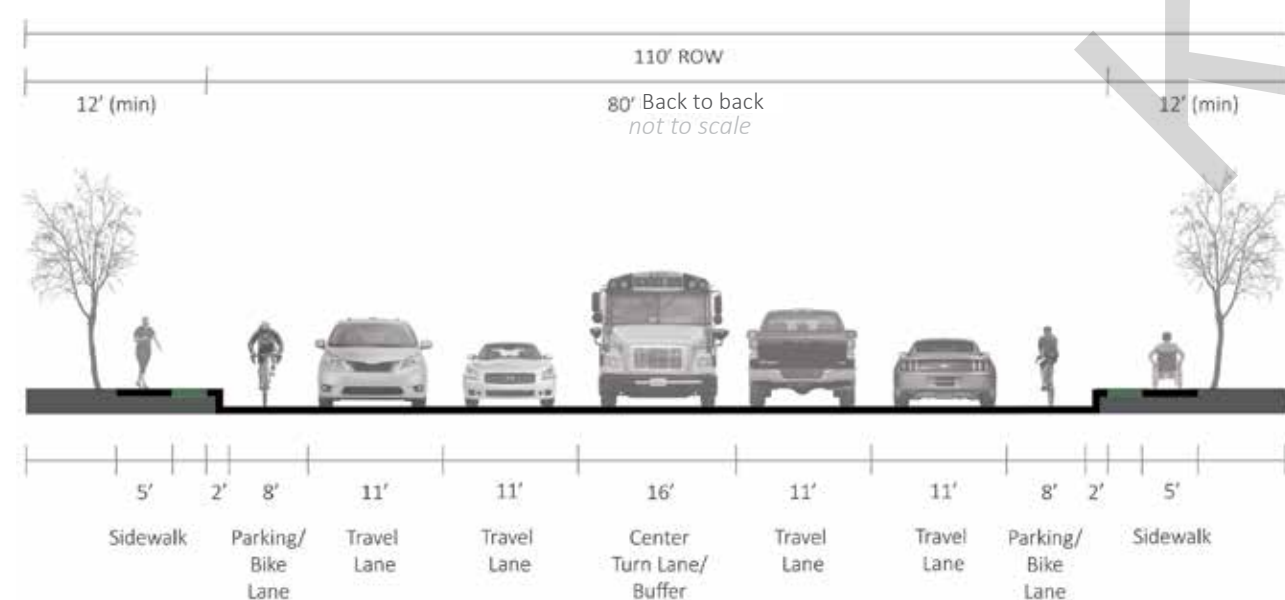 110' ROW
12' (min)
80' Back to back
12' (min)
not to scale
5' 2' 8' 11' 11' 16' 11' 11' 8' 2' 5'
Sidewalk Parking/ Travel Travel Center Travel Travel Parking/ Sidewalk
Bike Lane Lane Turn Lane/ Lane Lane Bike
Lane Buffer Lane